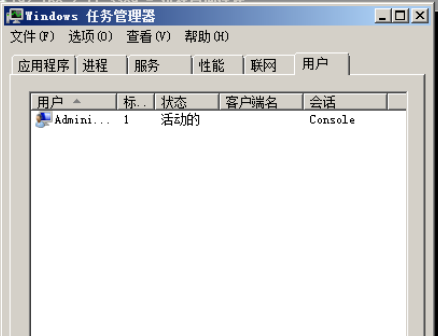 Windows 任务管理器
文件(F) 选项(O) 查看(V) 帮助(H)
应用程序 进程 服务 性能 联网 用户
用户 标.. 状态 客户端名 会话
Admini... 1 活动的 Console